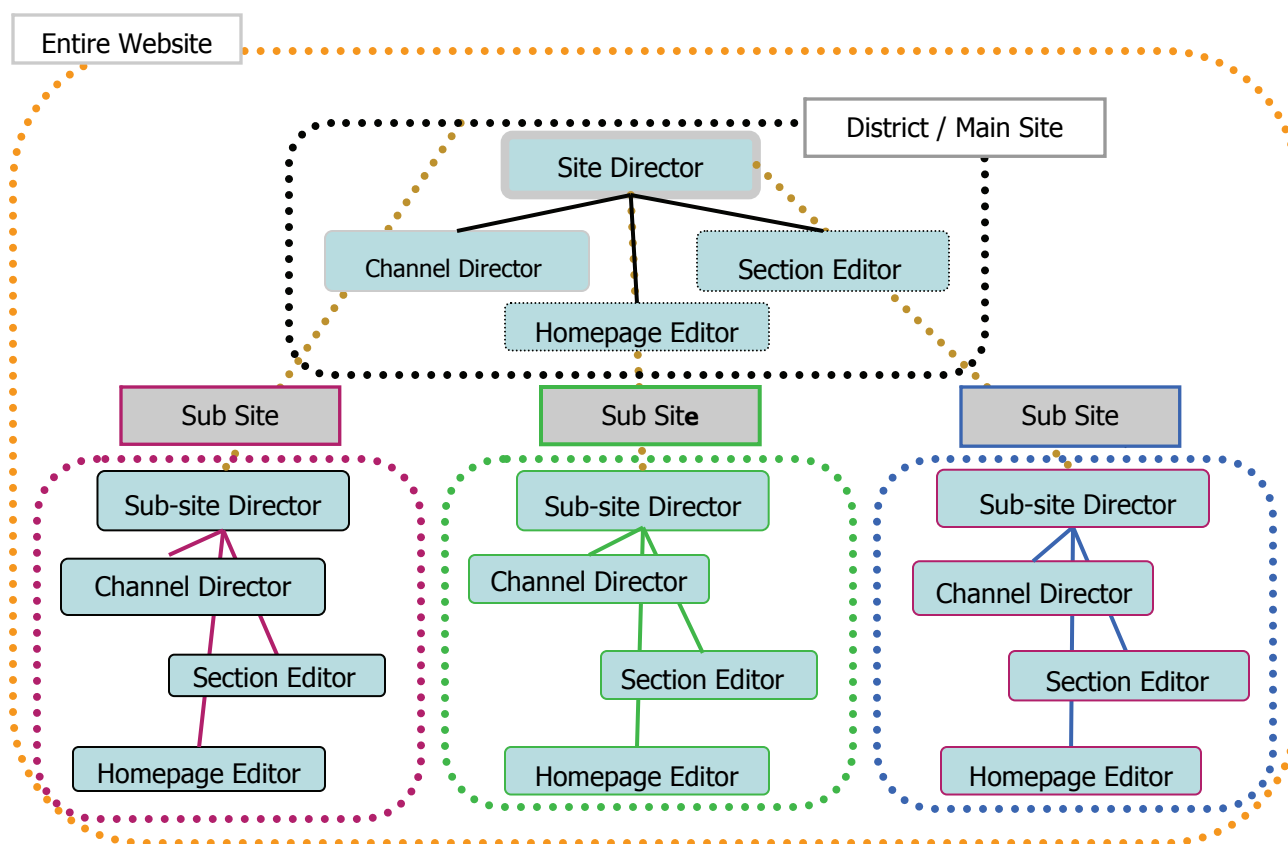 Entire Website
District / Main Site
Site Director
Channel Director
Section Editor
Homepage Editor
Sub Site
Sub Site
Sub Site
Sub-site Director
Channel Director
Section Editor
Homepage Editor
Sub-site Director
Channel Director
Section Editor
Homepage Editor
Sub-site Director
Channel Director
Section Editor
Homepage Editor